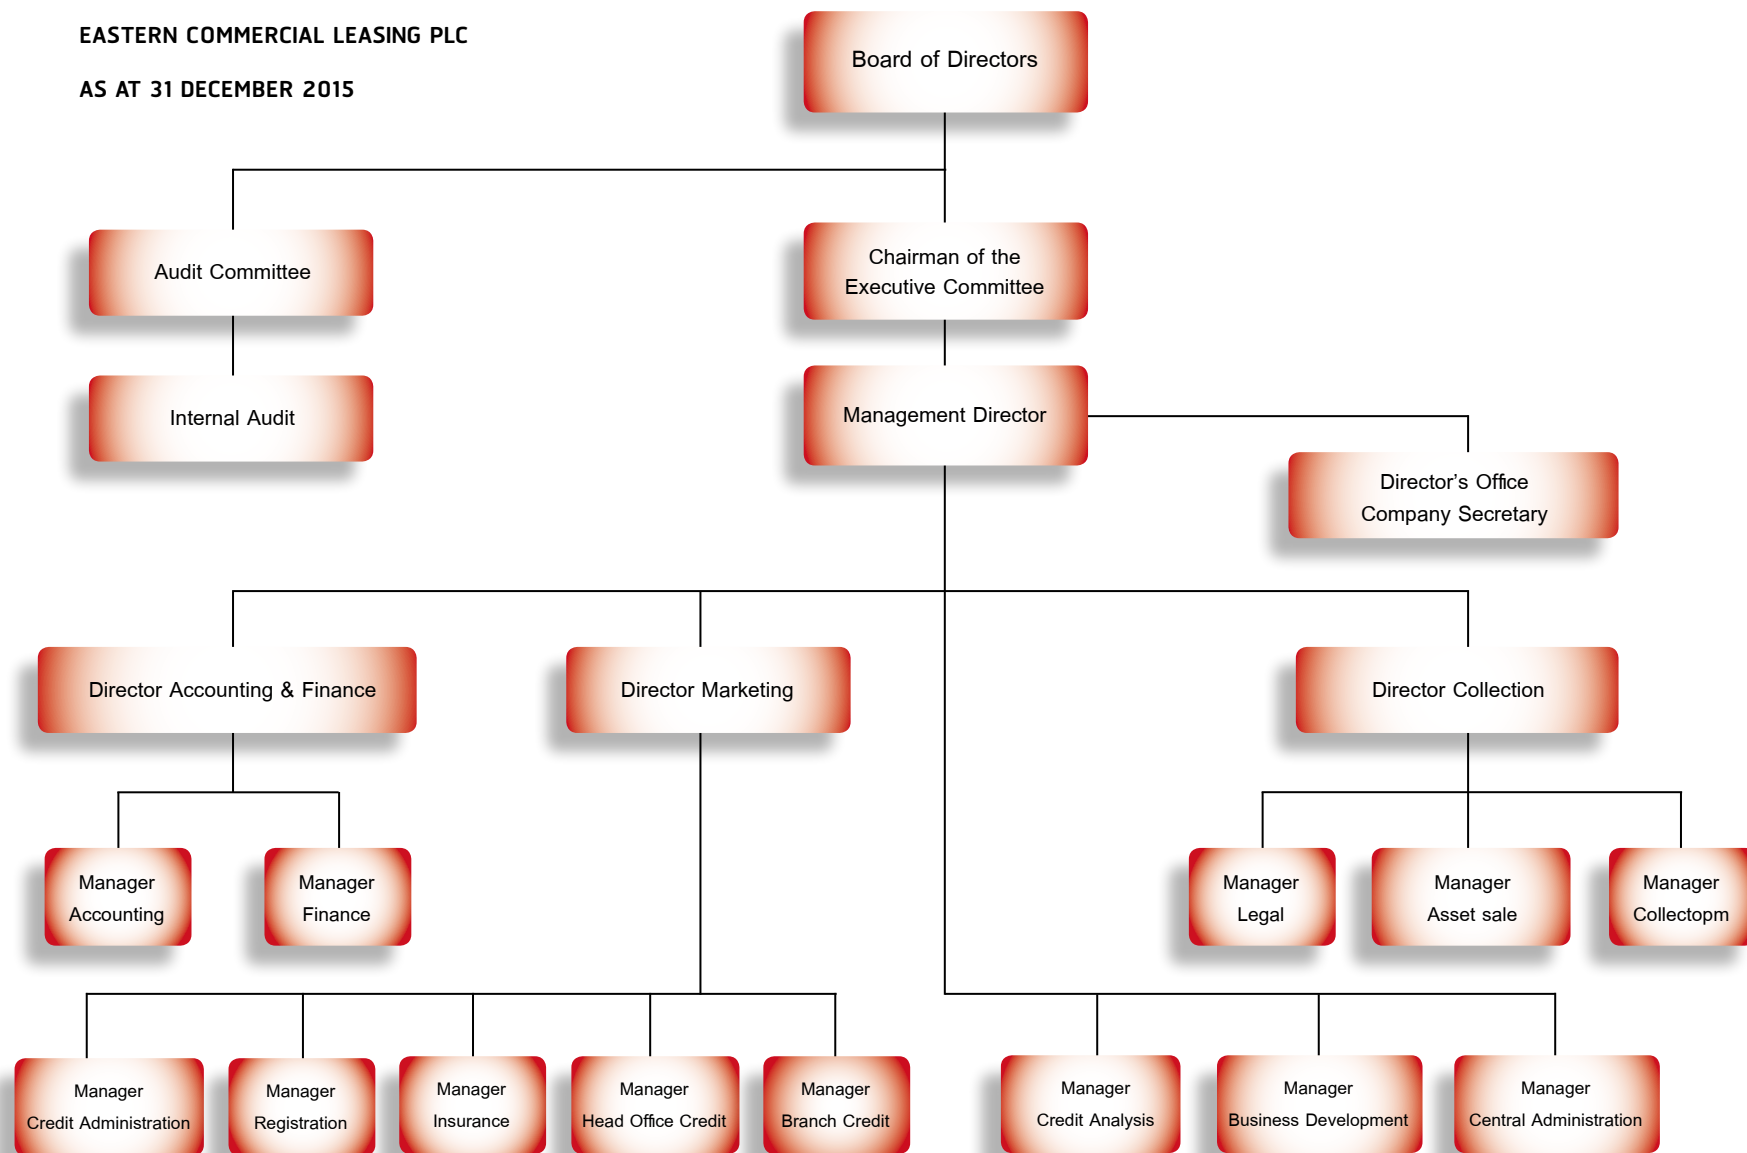 EASTERN COMMERCIAL LEASING PLC
AS AT 31 DECEMBER 2015
Board of Directors
Audit Committee
Chairman of the
Executive Committee
Internal Audit
Management Director
Director’s Office
Company Secretary
Director Accounting & Finance
Director Marketing
Director Collection
Manager
Accounting
Manager
Finance
Manager
Legal
Manager
Asset sale
Manager
Collectopm
Manager
Credit Administration
Manager
Registration
Manager
Insurance
Manager
Head Office Credit
Manager
Branch Credit
Manager
Credit Analysis
Manager
Business Development
Manager
Central Administration